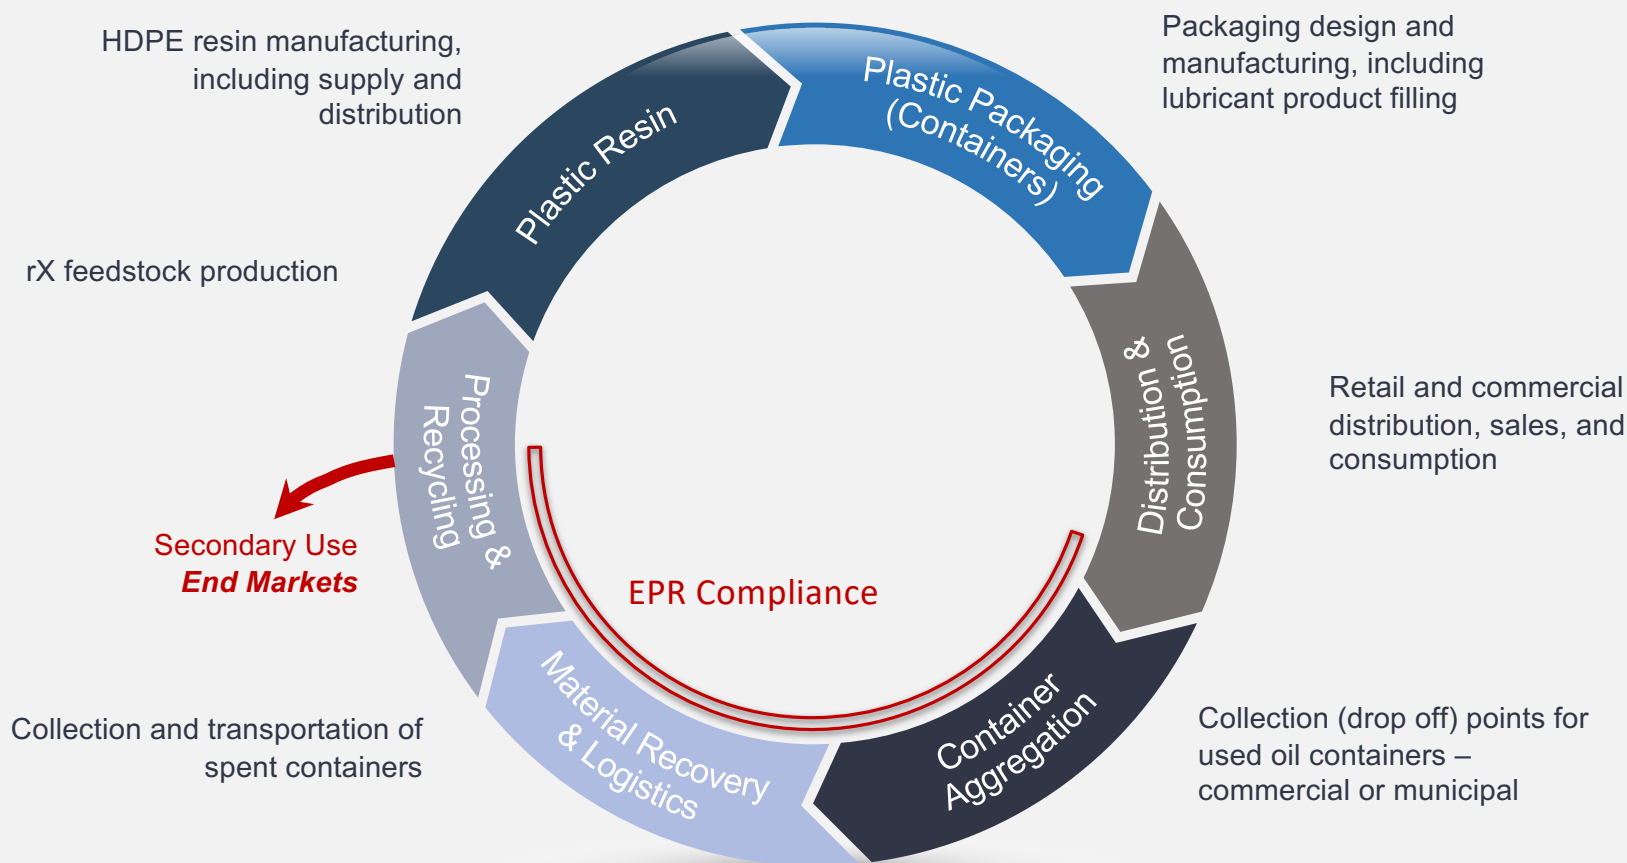 HDPE resin manufacturing,
including supply and
distribution
Plastic Resin
Plastic Packaging
(Containers)
Packaging design and
manufacturing, including
lubricant product filling
rX feedstock production
Distribution &
Consumption
Retail and commercial
distribution, sales, and
consumption
Processing &
Recycling
Secondary Use
End Markets
EPR Compliance
Material Recovery
& Logistics
Container
Aggregation
Collection and transportation of
spent containers
Collection (drop off) points for
used oil containers –
commercial or municipal